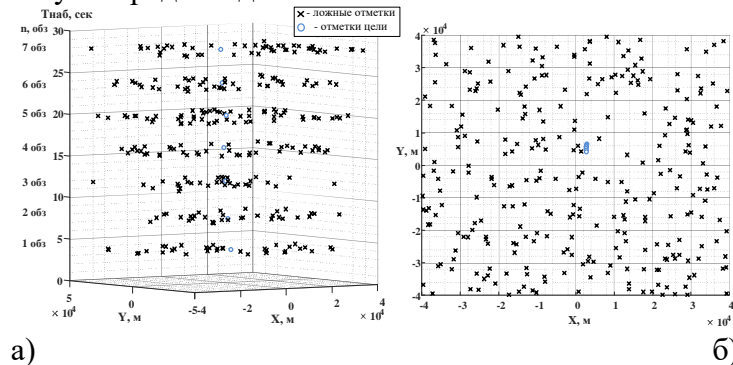 Тнаб, сек
× - ложные отметки
○ - отметки цели
n, обз
30
7 обз
25
6 обз
20
5 обз
15
4 обз
3 обз
10
2 обз
5
1 обз
0
5
0
-5
-4
-2
0
2
4
× 10⁴
Y, м
X, м
× 10⁴
× 10⁴
4
3
2
1
Y, м
0
-1
-2
-3
-4
-4
-3
-2
-1
0
1
2
3
4
X, м
× 10⁴
а)
б)